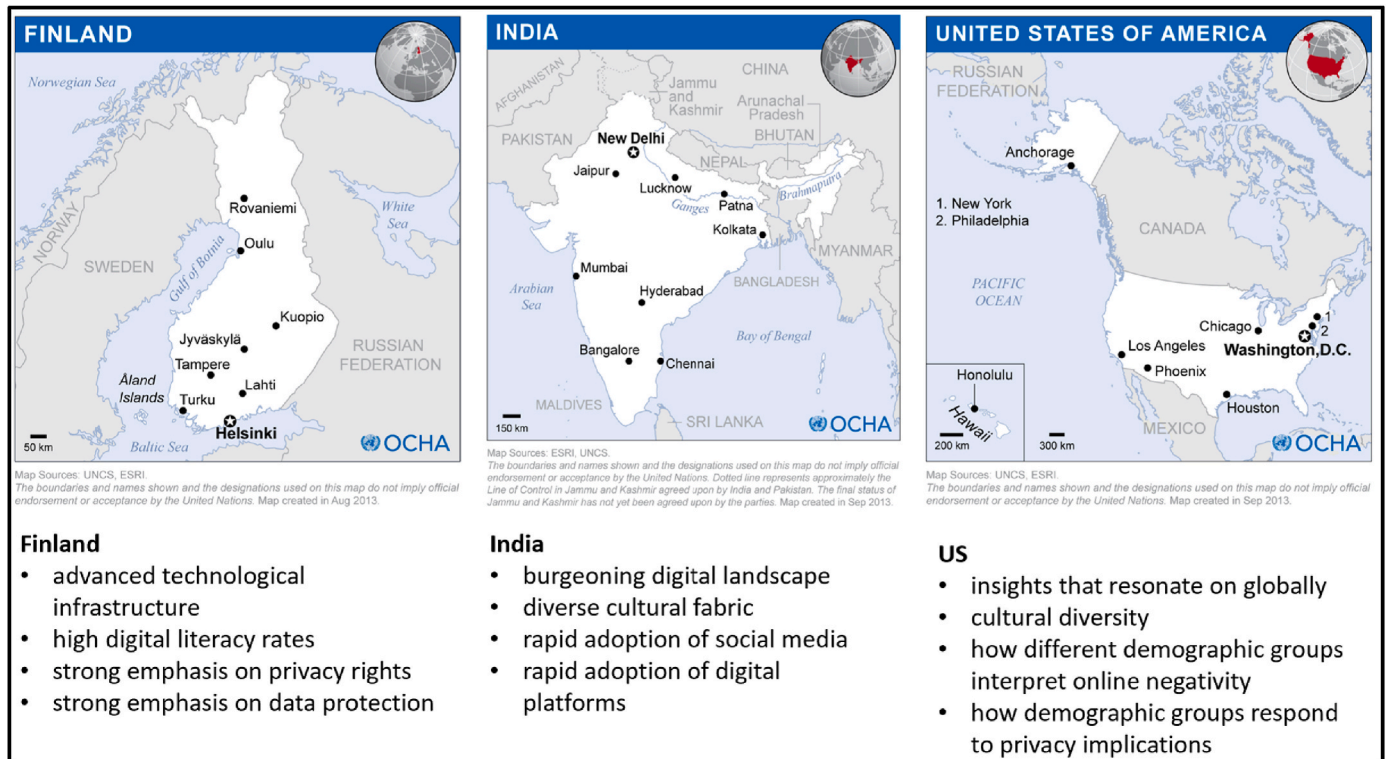 FINLAND
Norwegian Sea
NORWAY
SWEDEN
Gulf of Botnia
White
Sea
Rovaniemi
Oulu
Kuopio
Jyväskylä
Tampere
Lahti
RUSSIAN
FEDERATION
Åland
Islands
Turku
Helsinki
Baltic Sea
50 km
OCHA
Map Sources: UNCS, ESRI.
The boundaries and names shown and the designations used on this map do not imply official
endorsement or acceptance by the United Nations. Map created in Aug 2013.
INDIA
AFGHANISTAN
CHINA
Jammu
and
Kashmir
Arunachal
Pradesh
PAKISTAN
BHUTAN
New Delhi
NEPAL
Jaipur
Lucknow
Ganges
Brahmaputra
Patna
Kolkata
MYANMAR
BANGLADESH
Mumbai
Arabian
Sea
Hyderabad
Bay of Bengal
Bangalore
Chennai
MALDIVES
SRI LANKA
150 km
OCHA
Map Sources: ESRI, UNCS.
The boundaries and names shown and the designations used on this map do not imply official
endorsement or acceptance by the United Nations. Dotted line represents approximately the
Line of Control in Jammu and Kashmir agreed upon by India and Pakistan. The final status of
Jammu and Kashmir has not yet been agreed upon by the parties. Map created in Sep 2013.
UNITED STATES OF AMERICA
RUSSIAN
FEDERATION
Anchorage
1. New York
2. Philadelphia
CANADA
PACIFIC
OCEAN
Chicago
1
2
Washington,D.C.
Los Angeles
Phoenix
Honolulu
Hawaii
Houston
MEXICO
200 km
300 km
OCHA
Map Sources: UNCS, ESRI.
The boundaries and names shown and the designations used on this map do not imply official
endorsement or acceptance by the United Nations. Map created in Sep 2013.
Finland
• advanced technological
infrastructure
• high digital literacy rates
• strong emphasis on privacy rights
• strong emphasis on data protection
India
• burgeoning digital landscape
• diverse cultural fabric
• rapid adoption of social media
• rapid adoption of digital
platforms
US
• insights that resonate on globally
• cultural diversity
• how different demographic groups
interpret online negativity
• how demographic groups respond
to privacy implications